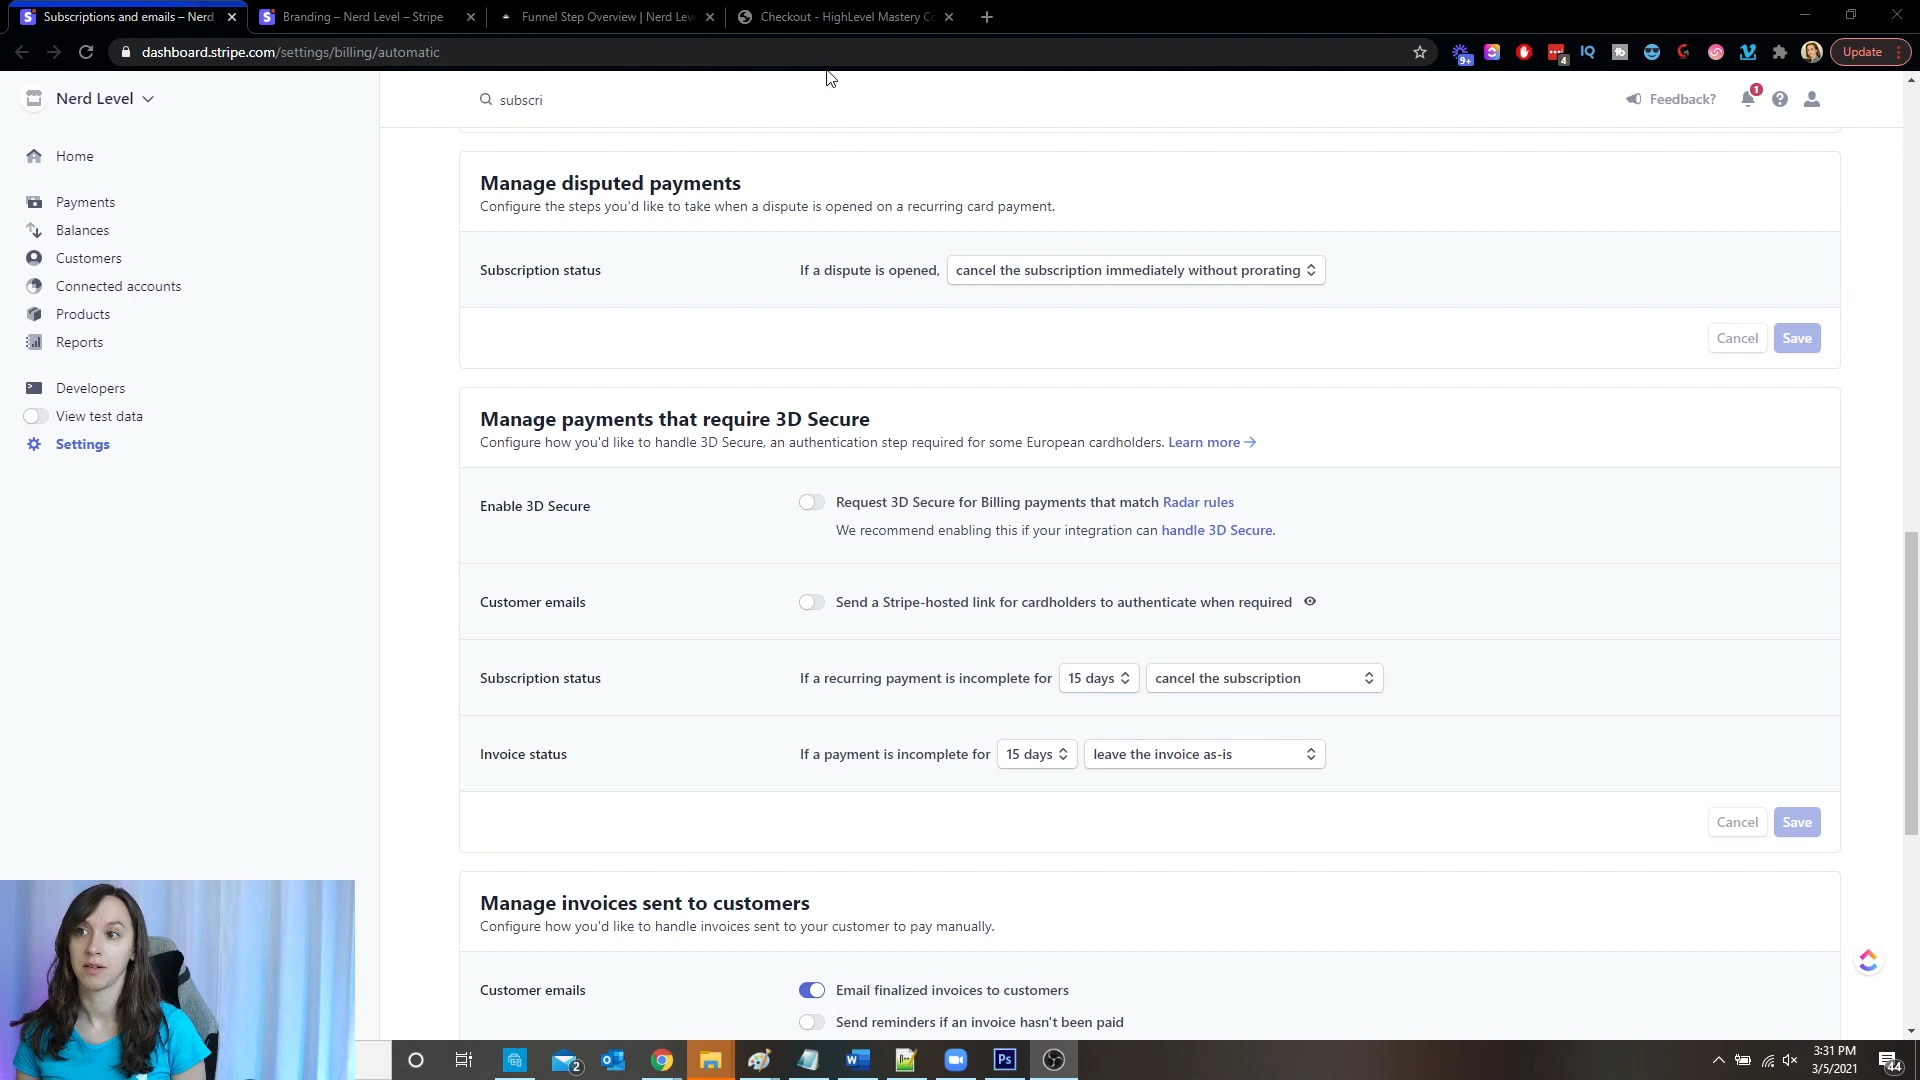 Subscriptions and emails – Nerd
Branding – Nerd Level – Stripe
Funnel Step Overview | Nerd Lev
Checkout - HighLevel Mastery Co
dashboard.stripe.com/settings/billing/automatic
9+
4
IQ
tb
Update
Nerd Level
subscri
Feedback?
1
Home
Payments
Balances
Customers
Connected accounts
Products
Reports
Developers
View test data
Settings
Manage disputed payments
Configure the steps you'd like to take when a dispute is opened on a recurring card payment.
Subscription status
If a dispute is opened, cancel the subscription immediately without prorating
Cancel Save
Manage payments that require 3D Secure
Configure how you'd like to handle 3D Secure, an authentication step required for some European cardholders. Learn more
Enable 3D Secure
Request 3D Secure for Billing payments that match Radar rules
We recommend enabling this if your integration can handle 3D Secure.
Customer emails
Send a Stripe-hosted link for cardholders to authenticate when required
Subscription status
If a recurring payment is incomplete for 15 days cancel the subscription
Invoice status
If a payment is incomplete for 15 days leave the invoice as-is
Cancel Save
Manage invoices sent to customers
Configure how you'd like to handle invoices sent to your customer to pay manually.
Customer emails
Email finalized invoices to customers
Send reminders if an invoice hasn't been paid
2
Ps
3:31 PM
3/5/2021
44